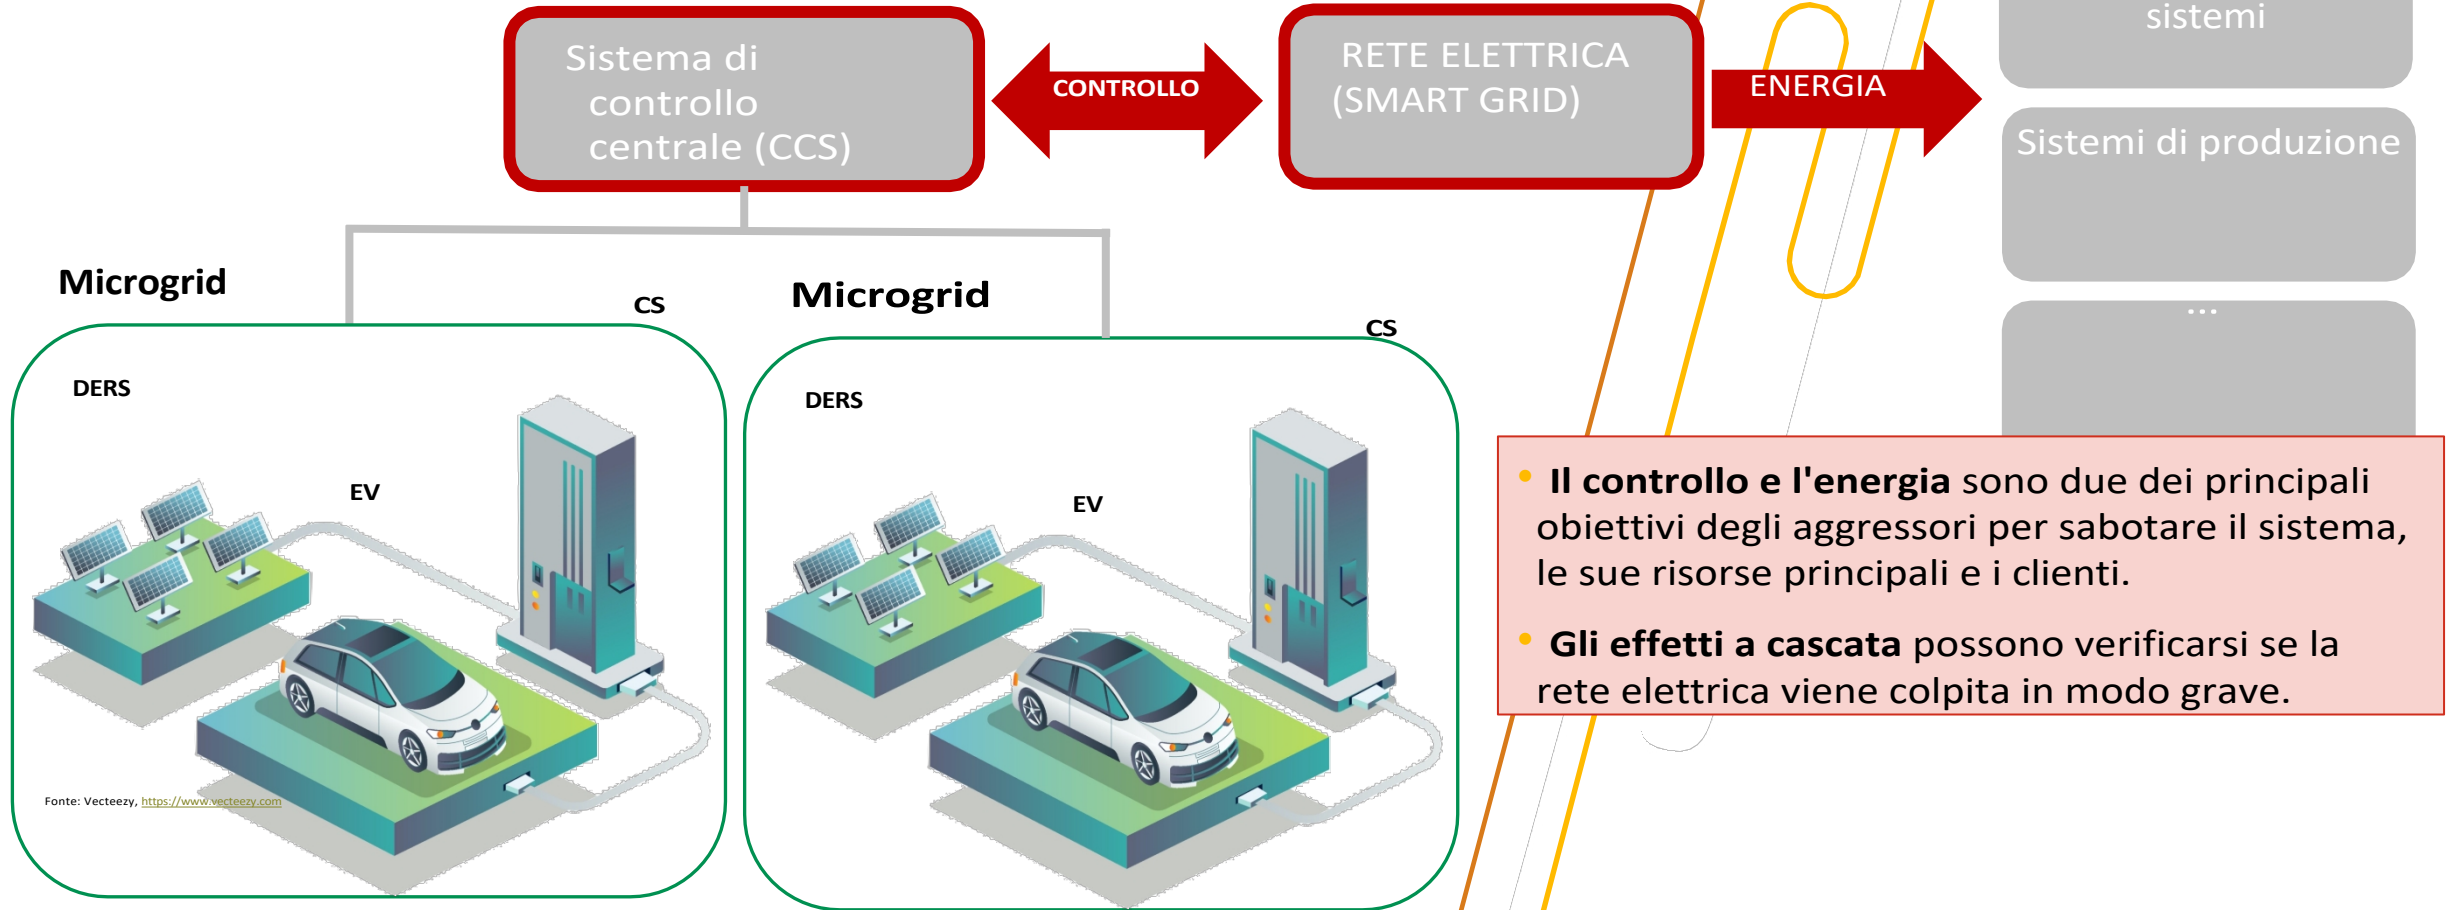 Sistema di
controllo
centrale (CCS)
CONTROLLO
RETE ELETTRICA
(SMART GRID)
ENERGIA
sistemi
Sistemi di produzione
...
Microgrid
CS
DERS
EV
Fonte: Vecteezy, https://www.vecteezy.com
Microgrid
CS
DERS
EV
• Il controllo e l'energia sono due dei principali
obiettivi degli aggressori per sabotare il sistema,
le sue risorse principali e i clienti.
• Gli effetti a cascata possono verificarsi se la
rete elettrica viene colpita in modo grave.